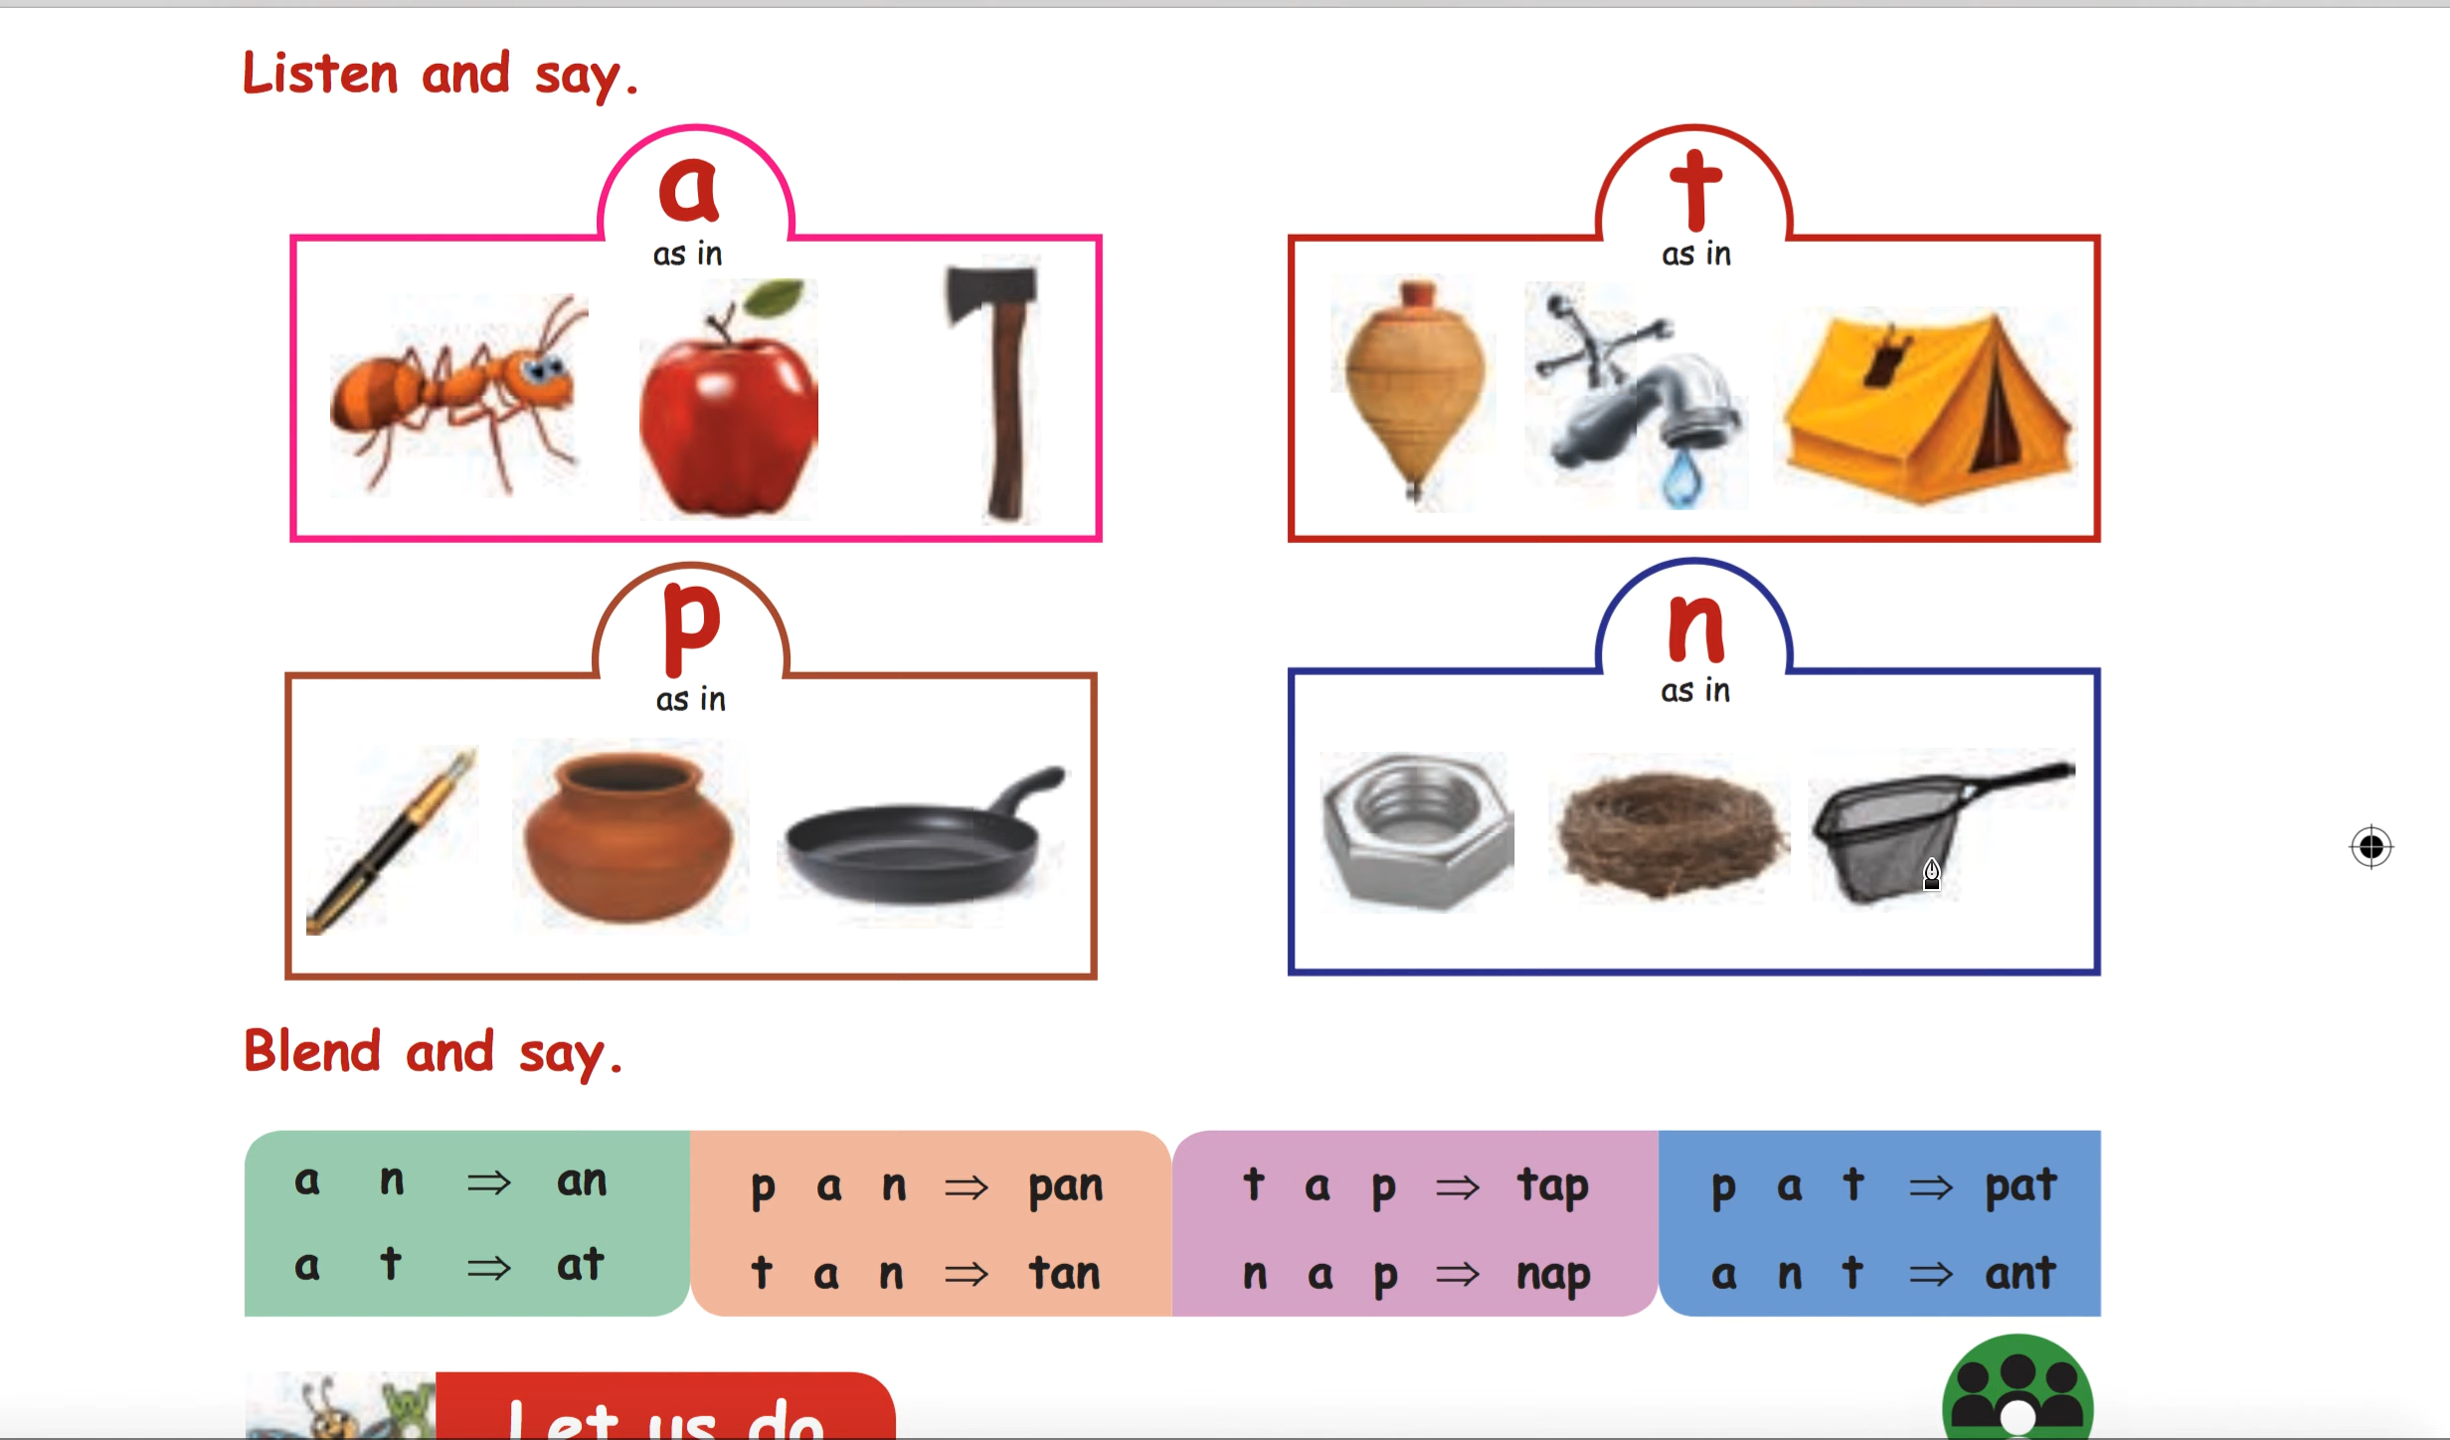 Listen and say.
a
as in
t
as in
p
as in
n
as in
Blend and say.
a n ⇒ an
a t ⇒ at
p a n ⇒ pan
t a n ⇒ tan
t a p ⇒ tap
n a p ⇒ nap
p a t ⇒ pat
a n t ⇒ ant
W
Let us do